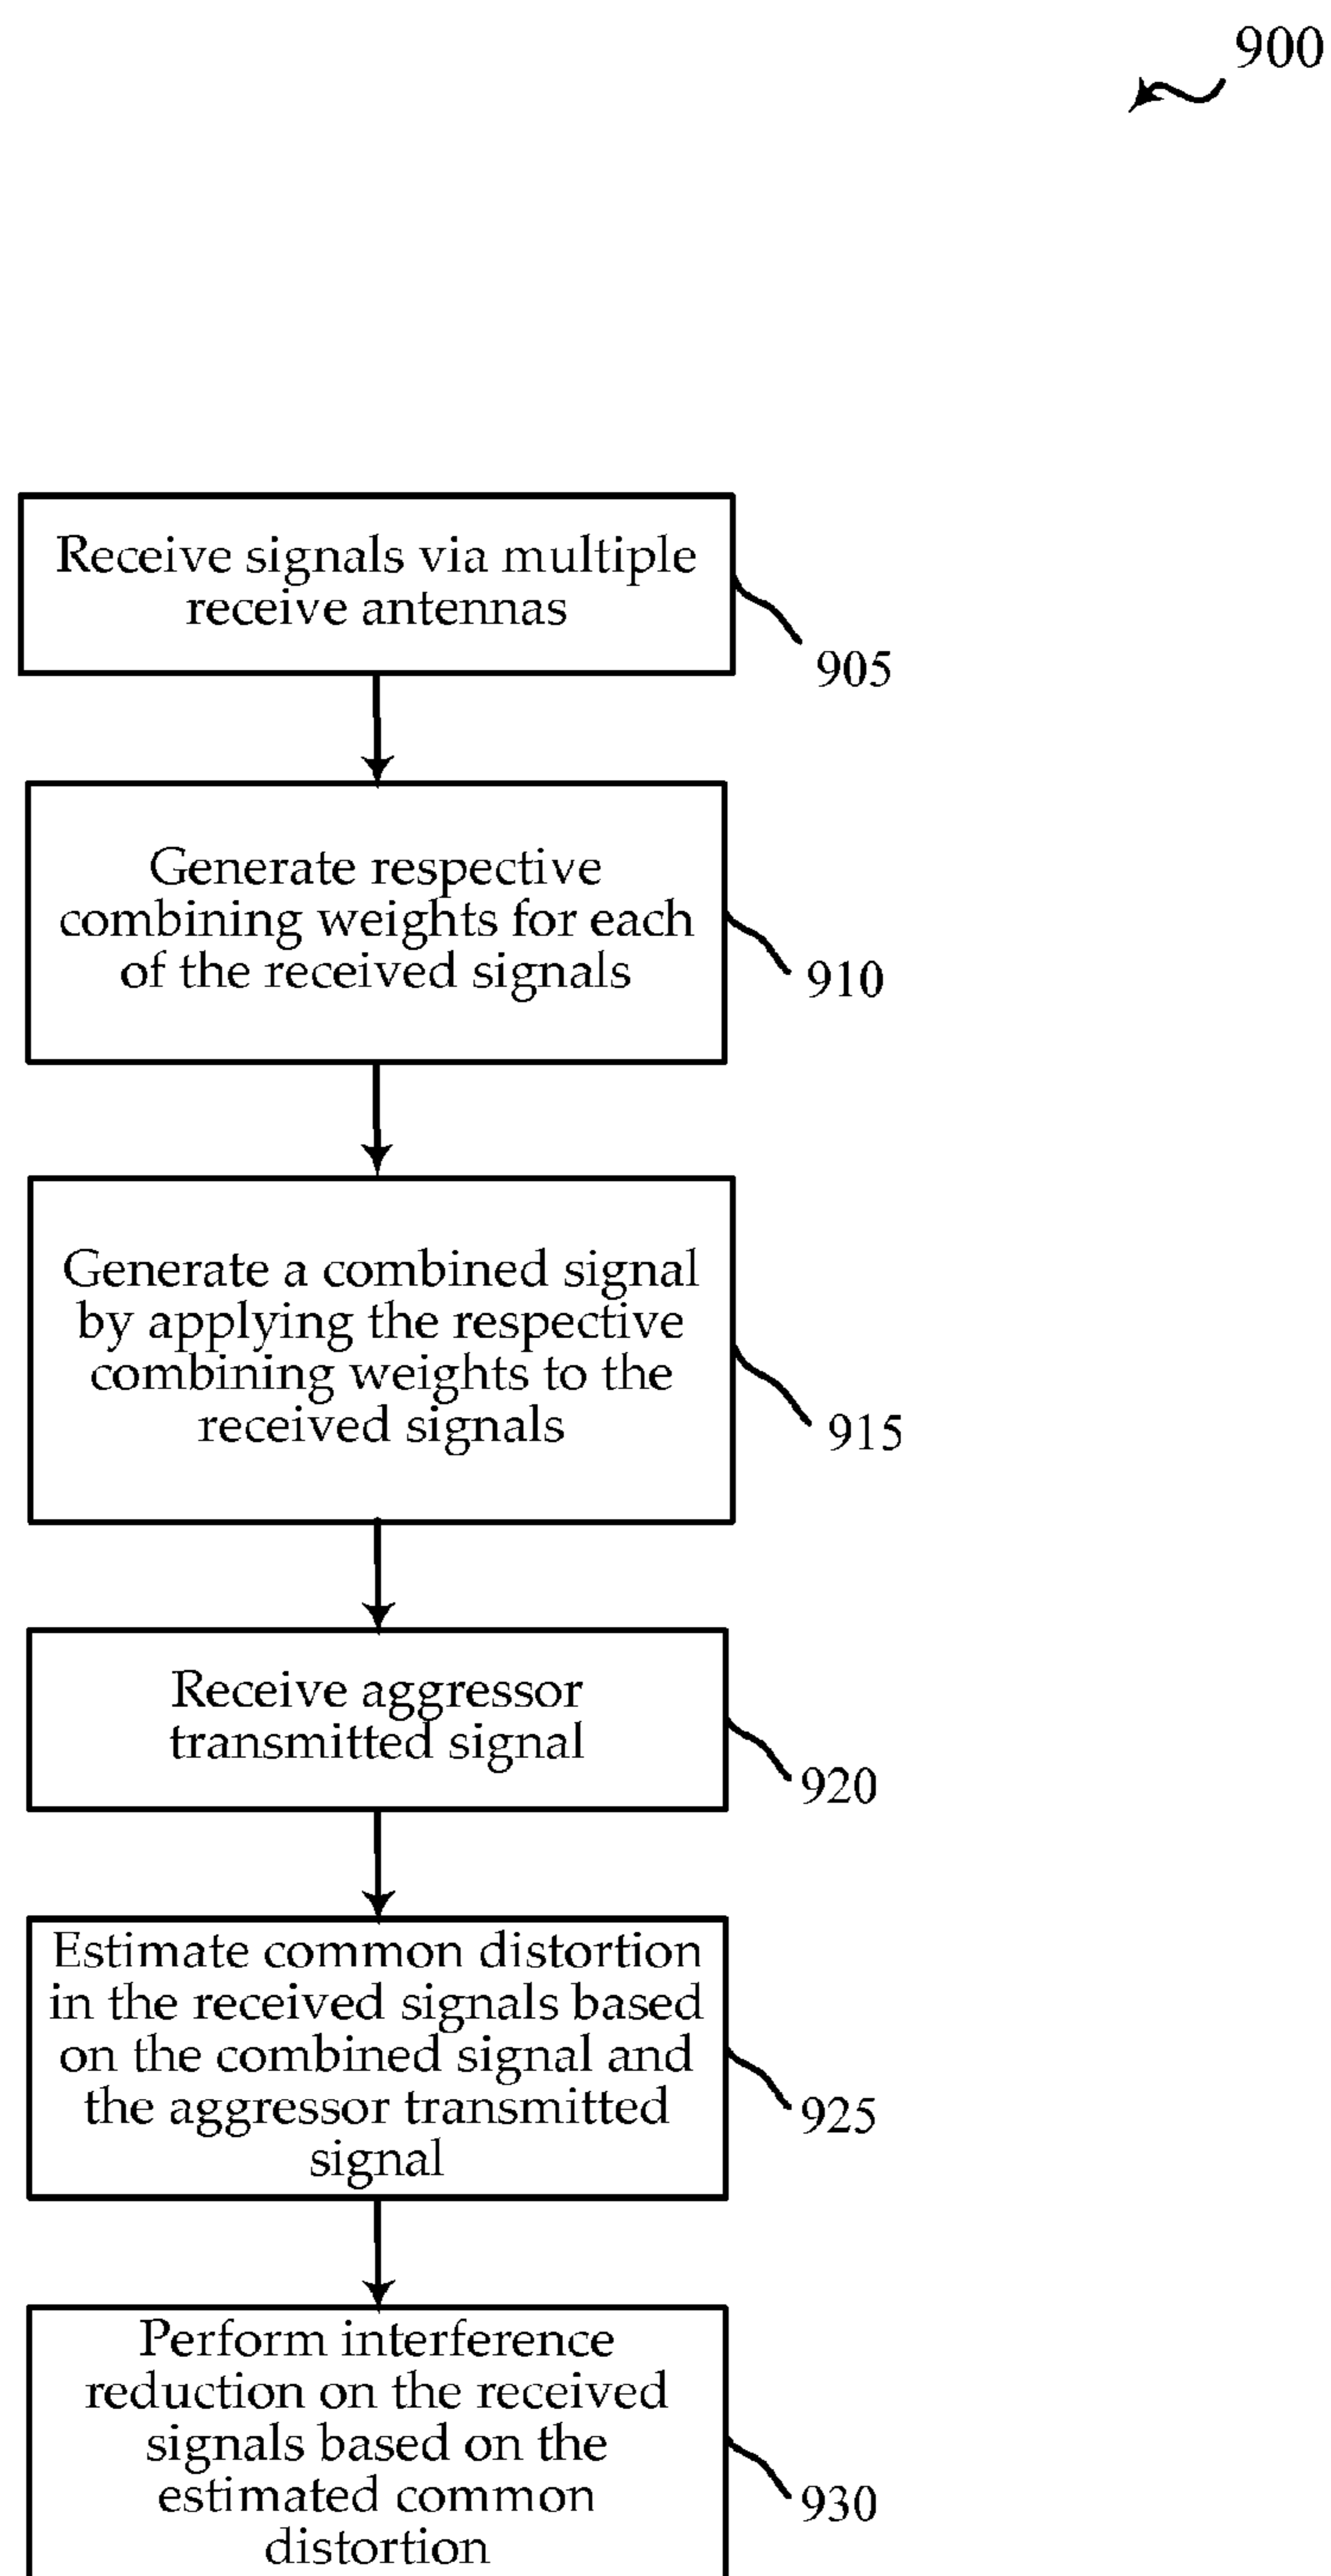 900
Receive signals via multiple
receive antennas
905
Generate respective
combining weights for each
of the received signals
910
Generate a combined signal
by applying the respective
combining weights to the
received signals
915
Receive aggressor
transmitted signal
920
Estimate common distortion
in the received signals based
on the combined signal and
the aggressor transmitted
signal
925
Perform interference
reduction on the received
signals based on the
estimated common
distortion
930